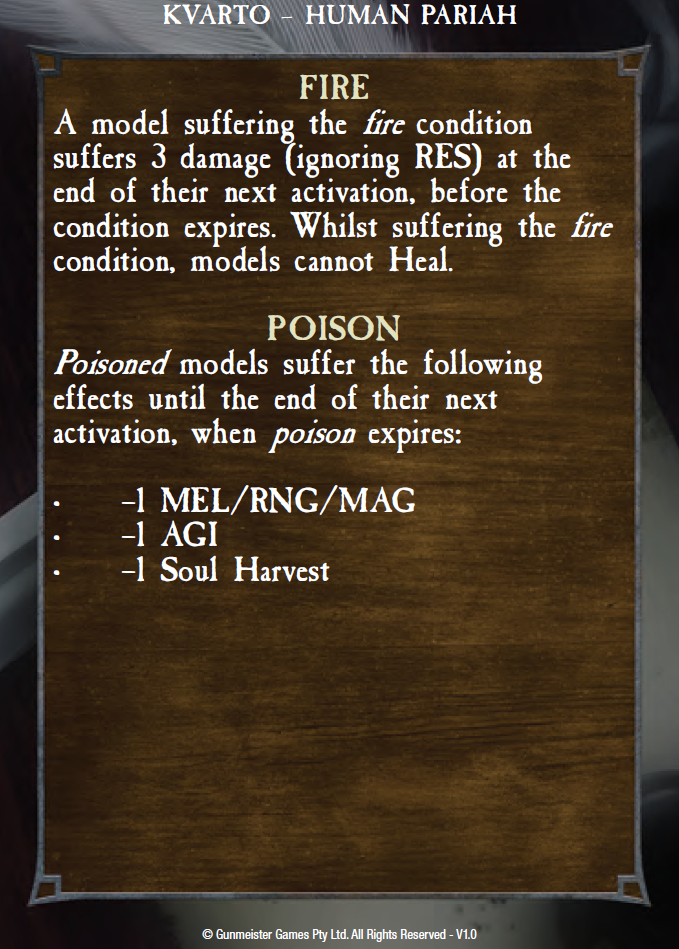 KVARTO – HUMAN PARIAH
FIRE
A model suffering the fire condition
suffers 3 damage (ignoring RES) at the
end of their next activation, before the
condition expires. Whilst suffering the fire
condition, models cannot Heal.
POISON
Poisoned models suffer the following
effects until the end of their next
activation, when poison expires:
· –1 MEL/RNG/MAG
· –1 AGI
· –1 Soul Harvest
© Gunmeister Games Pty Ltd. All Rights Reserved - V1.0